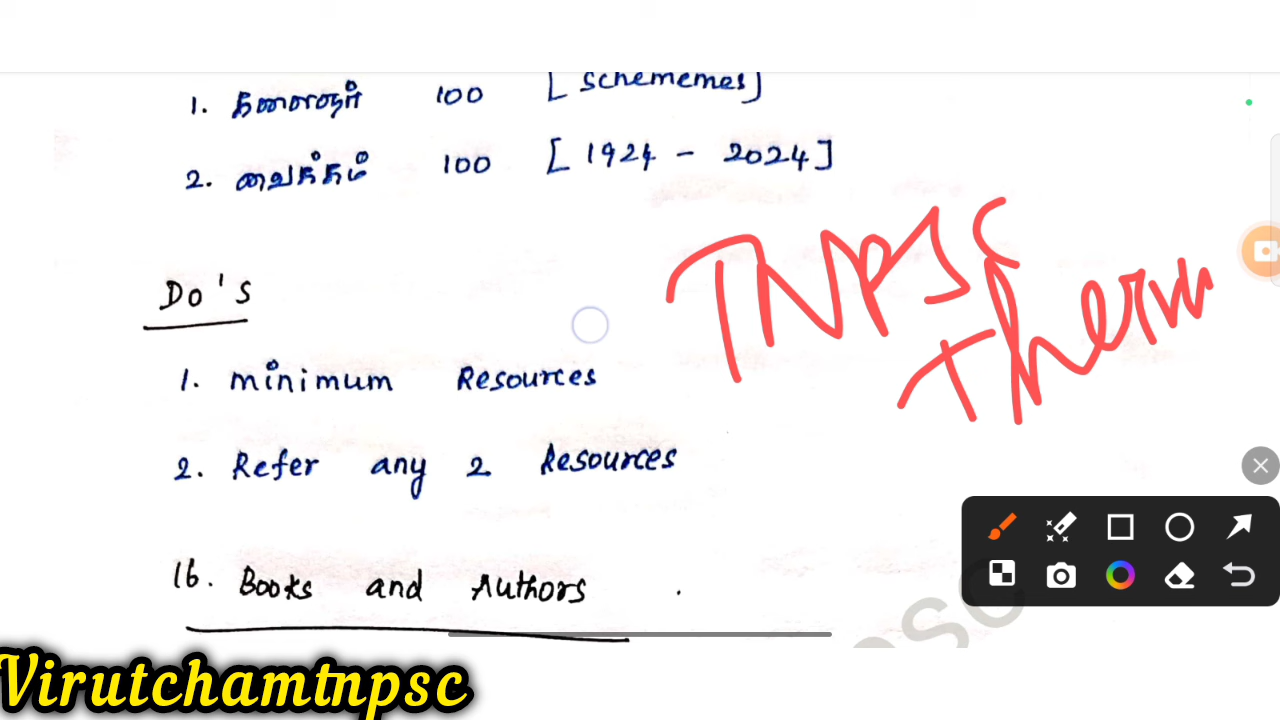 1. கலைஞர் 100 [Schememes]
2. வைக்கம் 100 [1924 - 2024]
TNPSC
Do's
1. minimum Resources
2. Refer any 2 Resources
16. Books and Authors
psc
Virutchamtnpsc